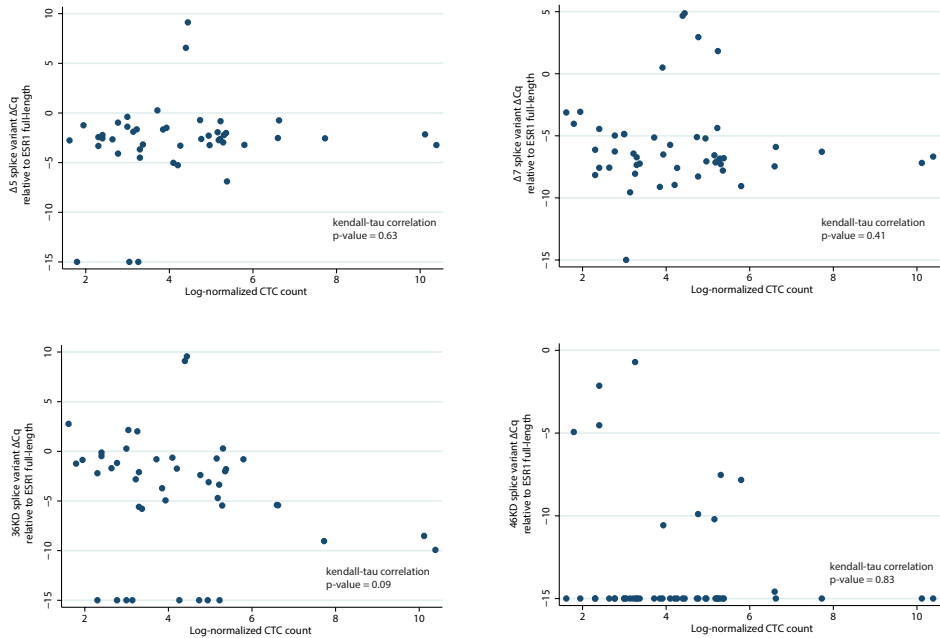 Δ5 splice variant ΔCq
relative to ESR1 full-length
10
5
0
−5
−10
−15
kendall-tau correlation
p-value = 0.63
2 4 6 8 10
Log-normalized CTC count
Δ7 splice variant ΔCq
relative to ESR1 full-length
5
0
−5
−10
−15
kendall-tau correlation
p-value = 0.41
2 4 6 8 10
Log-normalized CTC count
36KD splice variant ΔCq
relative to ESR1 full-length
10
5
0
−5
−10
−15
kendall-tau correlation
p-value = 0.09
2 4 6 8 10
Log-normalized CTC count
46KD splice variant ΔCq
relative to ESR1 full-length
0
−5
−10
−15
kendall-tau correlation
p-value = 0.83
2 4 6 8 10
Log-normalized CTC count